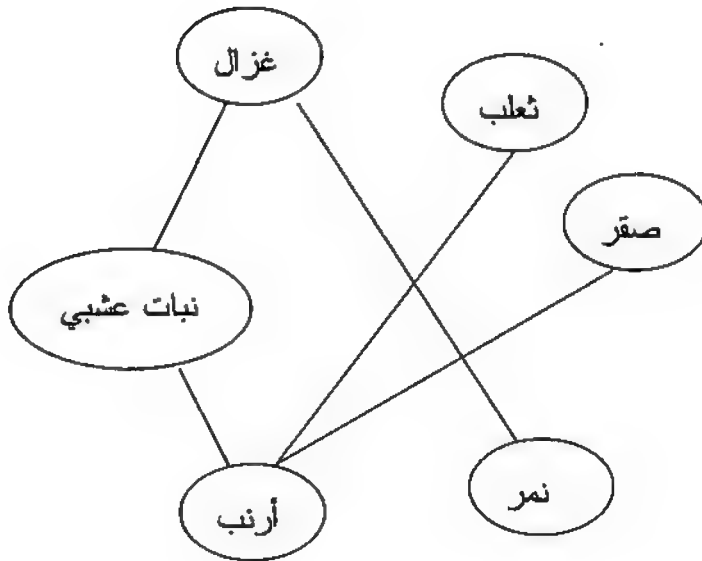 غزال
ثعلب
صقر
نبات عشبي
نمر
أرنب